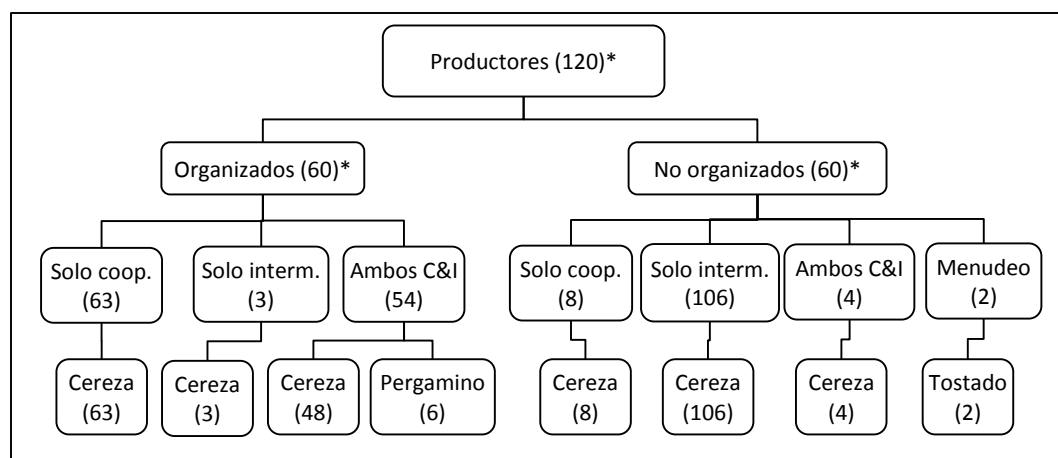 Productores (120)*
Organizados (60)*
No organizados (60)*
Solo coop.
(63)
Solo interm.
(3)
Ambos C&I
(54)
Solo coop.
(8)
Solo interm.
(106)
Ambos C&I
(4)
Menudeo
(2)
Cereza
(63)
Cereza
(3)
Cereza
(48)
Pergamino
(6)
Cereza
(8)
Cereza
(106)
Cereza
(4)
Tostado
(2)